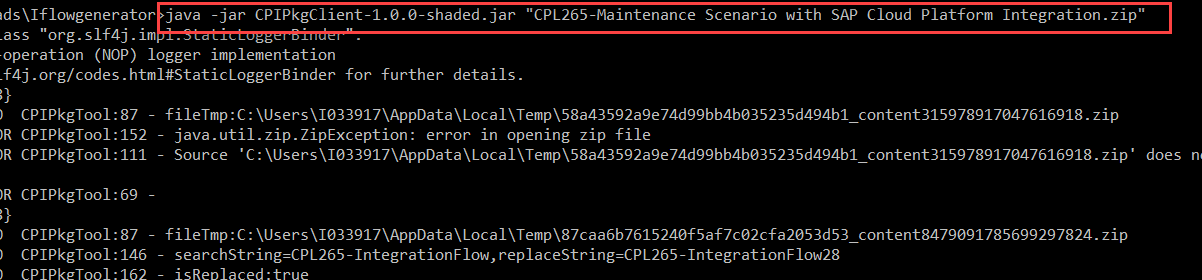 ads\Iflowgenerator>java -jar CPIPkgClient-1.0.0-shaded.jar "CPL265-Maintenance Scenario with SAP Cloud Platform Integration.zip"
lass "org.slf4j.impl.StaticLoggerBinder".
-operation (NOP) logger implementation
lf4j.org/codes.html#StaticLoggerBinder for further details.
3}
O  CPIPkgTool:87 - fileTmp:C:\Users\I033917\AppData\Local\Temp\58a43592a9e74d99bb4b035235d494b1_content315978917047616918.zip
OR CPIPkgTool:152 - java.util.zip.ZipException: error in opening zip file
OR CPIPkgTool:111 - Source 'C:\Users\I033917\AppData\Local\Temp\58a43592a9e74d99bb4b035235d494b1_content315978917047616918.zip' does no
OR CPIPkgTool:69 -
3}
O  CPIPkgTool:87 - fileTmp:C:\Users\I033917\AppData\Local\Temp\87caa6b7615240f5af7c02cfa2053d53_content8479091785699297824.zip
O  CPIPkgTool:146 - searchString=CPL265-IntegrationFlow,replaceString=CPL265-IntegrationFlow28
O  CPIPkgTool:162 - isReplaced:true